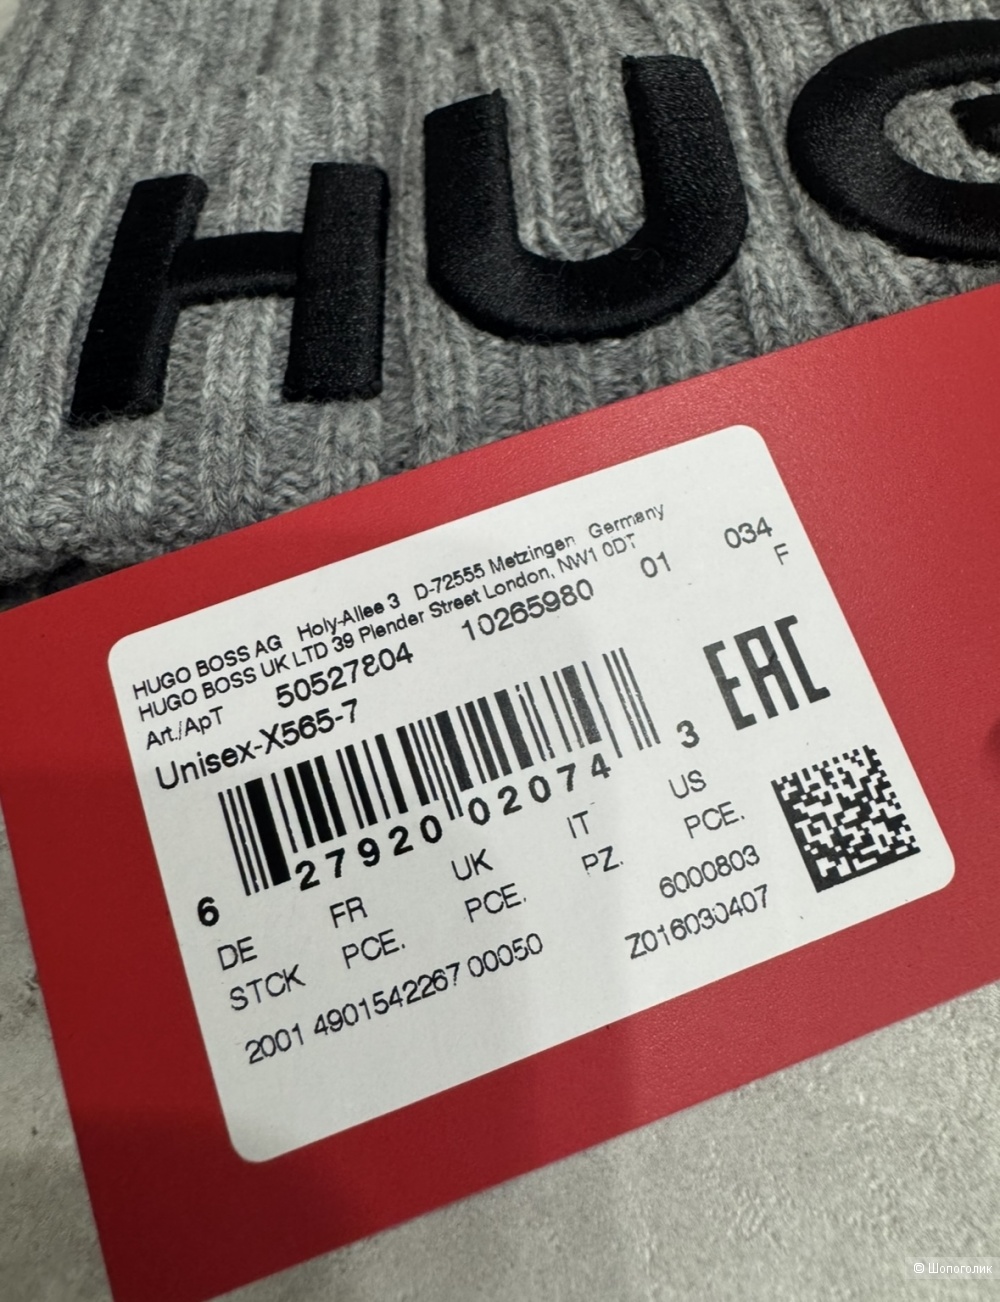 HUG
HUGO BOSS AG Holy-Allee 3 D-72555 Metzingen Germany
HUGO BOSS UK LTD 39 Plender Street London, NW1 0DT
Art./ApT 50527804 10265980 01 034
Unisex-X565-7 F
EAC
6 27920 02074 3
DE FR UK IT US
STCK PCE. PCE. PZ. PCE.
2001 4901542267 00050 6000803
Z016030407
© Шопоголик